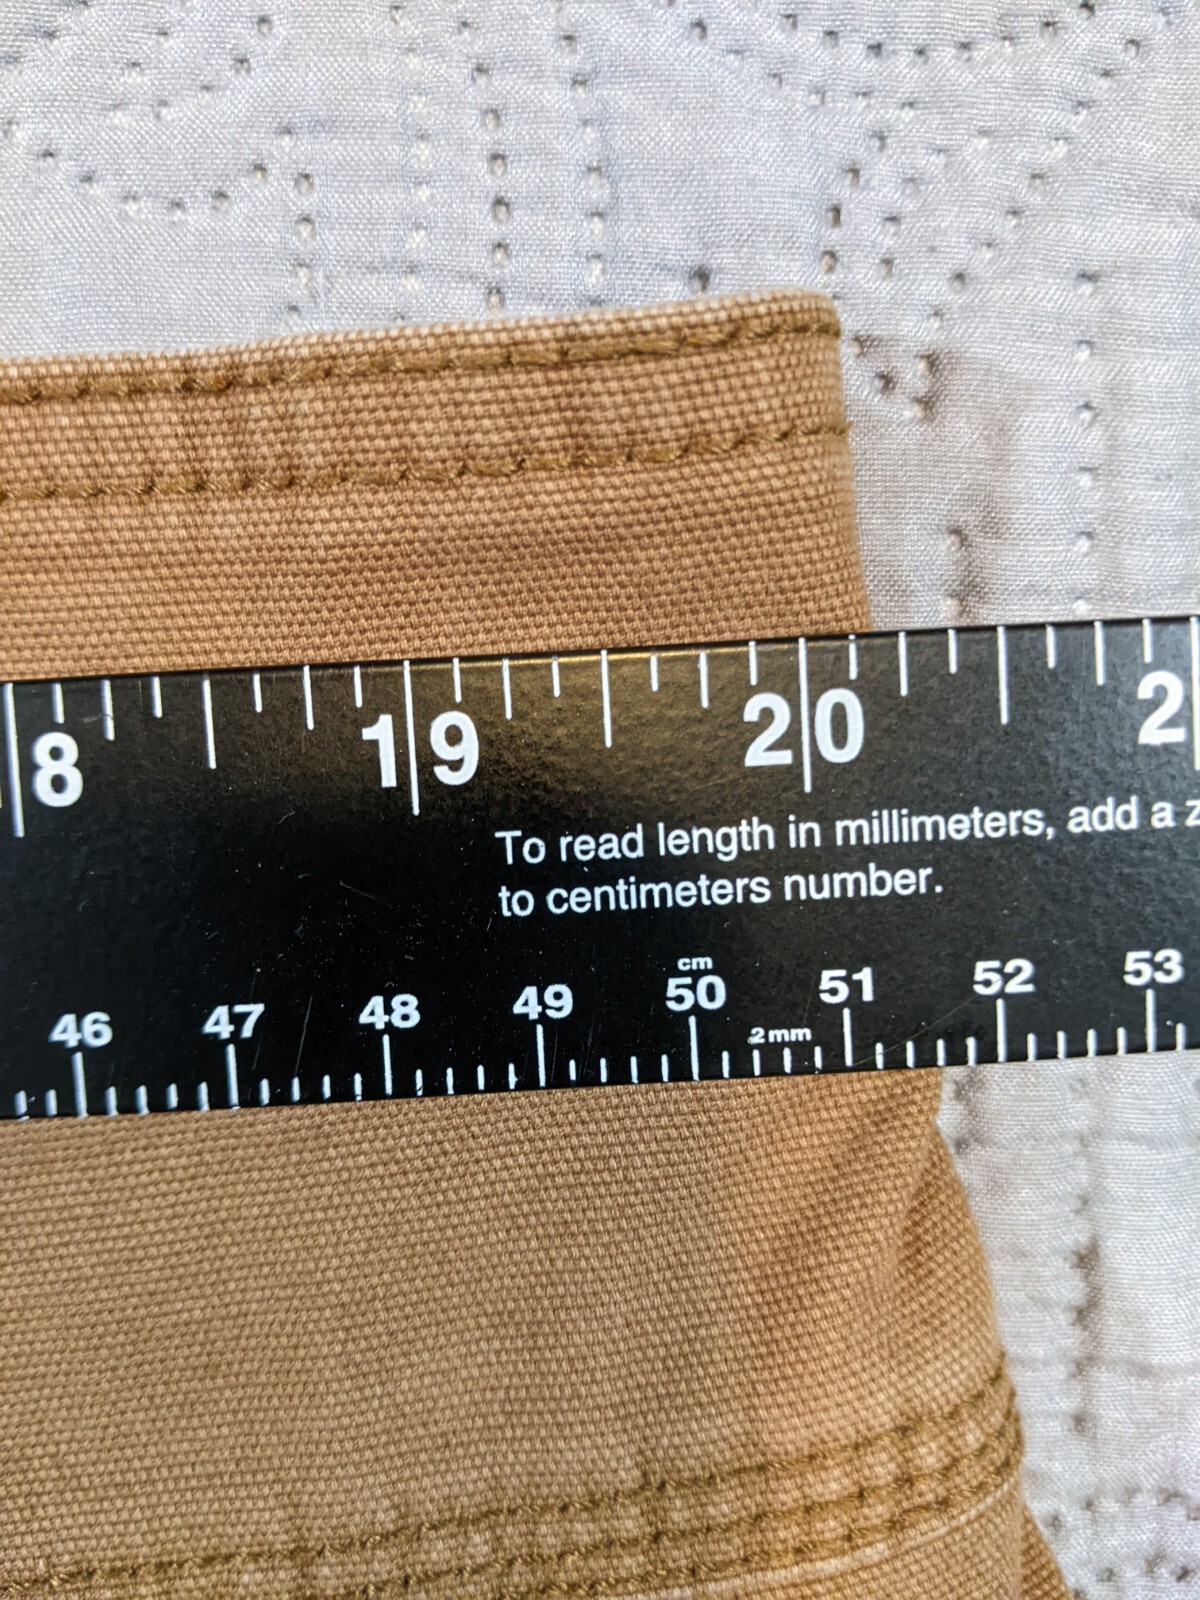 8 19 20 2
To read length in millimeters, add a z
to centimeters number.
cm
46 47 48 49 50 51 52 53
2mm